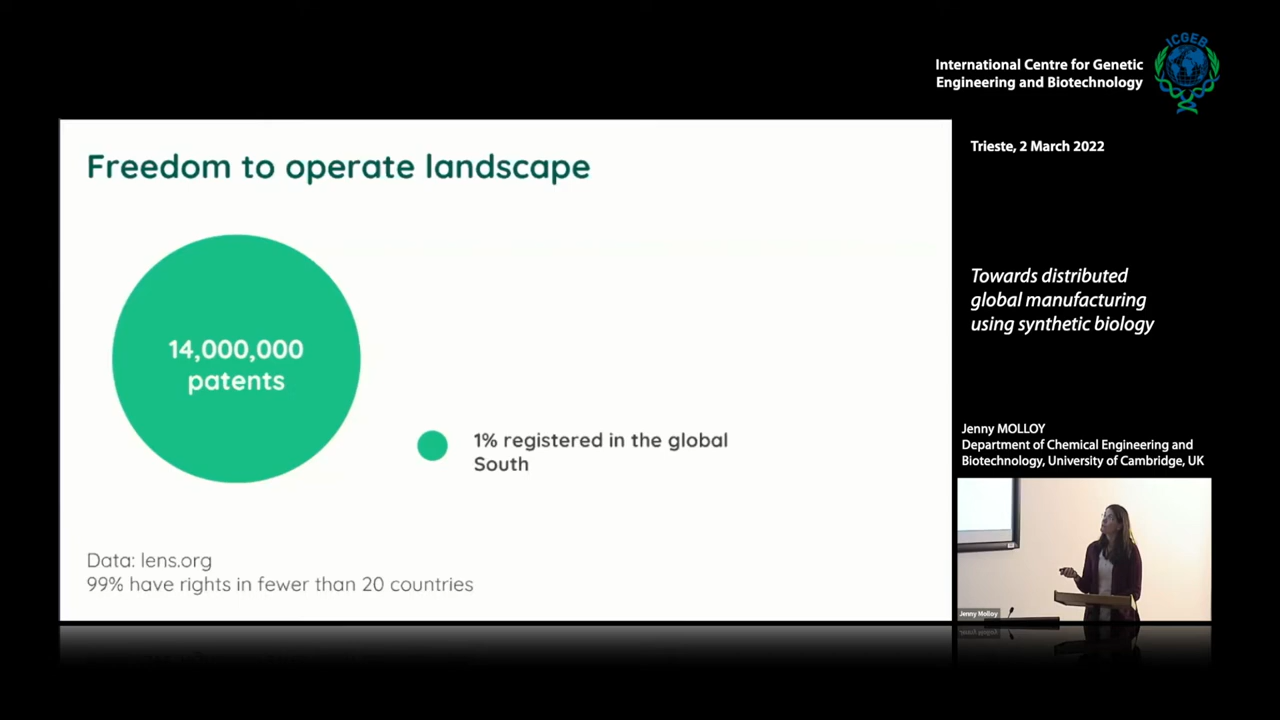 ICGEB
International Centre for Genetic
Engineering and Biotechnology
Trieste, 2 March 2022
Freedom to operate landscape
14,000,000
patents
1% registered in the global
South
Data: lens.org
99% have rights in fewer than 20 countries
Towards distributed
global manufacturing
using synthetic biology
Jenny MOLLOY
Department of Chemical Engineering and
Biotechnology, University of Cambridge, UK
Jenny Molloy